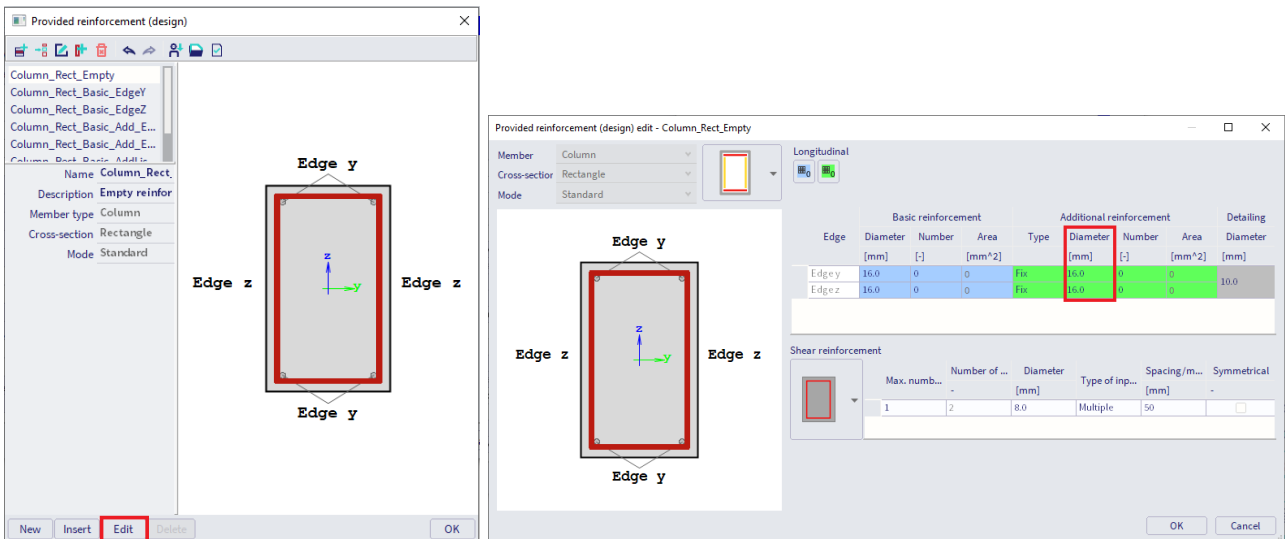 Provided reinforcement (design)
Column_Rect_Empty
Column_Rect_Basic_EdgeY
Column_Rect_Basic_EdgeZ
Column_Rect_Basic_Add_E...
Column_Rect_Basic_Add_E...
Name Column_Rect_
Description Empty reinfor
Member type Column
Cross-section Rectangle
Mode Standard
Edge y
z
Edge z y Edge z
Edge y
New Insert Edit Delete OK
Provided reinforcement (design) edit - Column_Rect_Empty
Member Column
Cross-section Rectangle
Mode Standard
Edge y
z
Edge z y Edge z
Edge y
Longitudinal
0 0
Basic reinforcement Additional reinforcement Detailing
Edge Diameter Number Area Type Diameter Number Area Diameter
[mm] [-] [mm^2] [mm] [-] [mm^2] [mm]
Edge y 16.0 0 0 Fix 16.0 0 0 10.0
Edge z 16.0 0 0 Fix 16.0 0 0
Shear reinforcement
Max. numb... Number of ... Diameter Type of inp... Spacing/m... Symmetrical
- [mm] [mm] -
1 2 8.0 Multiple 50
OK Cancel